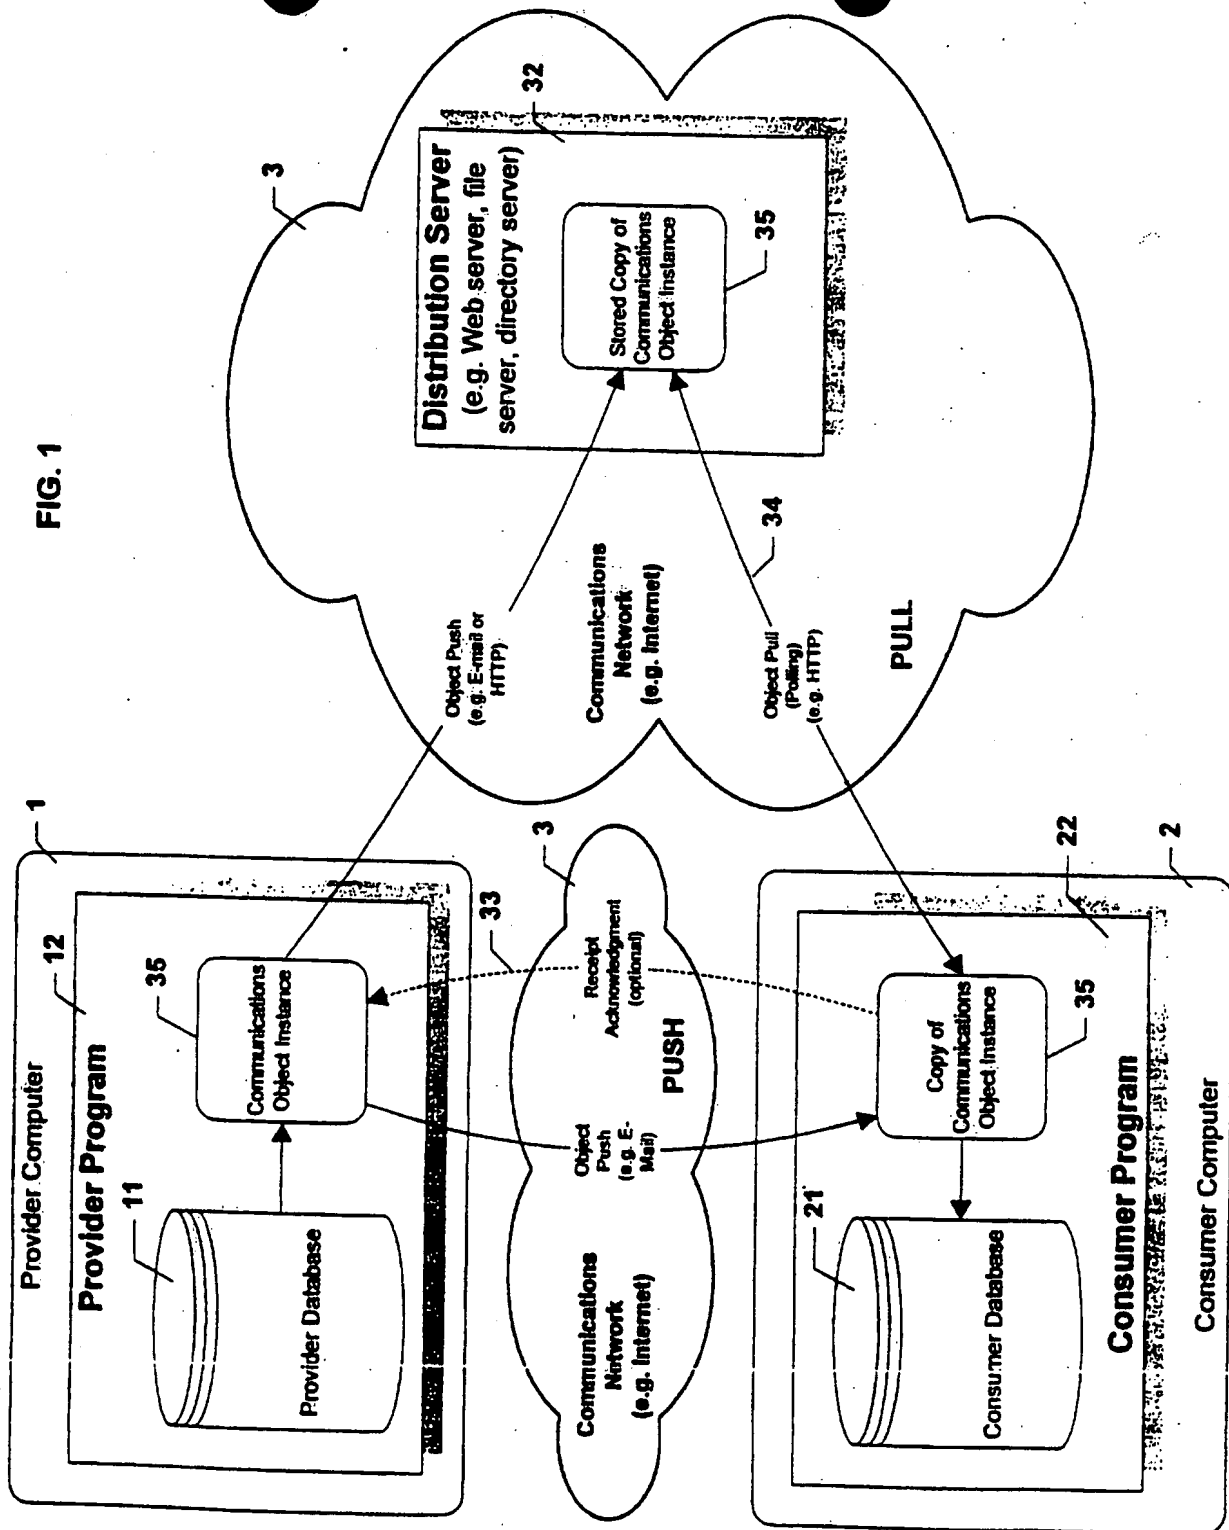 FIG. 1
Provider Computer
1
Provider Program
12
11
Provider Database
35
Communications
Object Instance
33
3
Communications
Network
(e.g. Internet)
Object
Push
(e.g. E-
Mail)
PUSH
Receipt
Acknowledgment
(optional)
21
Consumer Database
Copy of
Communications
Object Instance
35
22
Consumer Program
2
Consumer Computer
3
Object Push
(e.g. E-mail or
HTTP)
Communications
Network
(e.g. Internet)
Object Pull
(Polling)
(e.g. HTTP)
34
PULL
Distribution Server
(e.g. Web server, file
server, directory server)
32
Stored Copy of
Communications
Object Instance
35